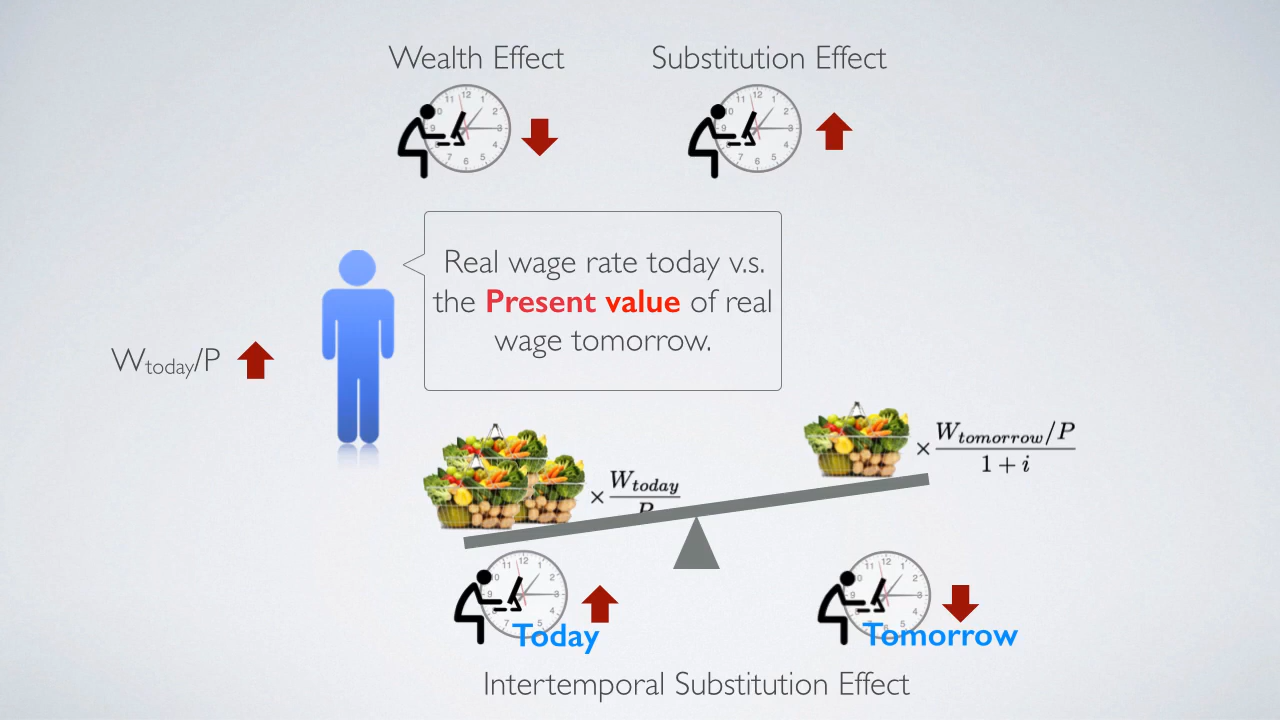 Wealth Effect
Substitution Effect
Real wage rate today v.s.
the Present value of real
wage tomorrow.
Wtoday/P
× Wtoday
P
× Wtomorrow/P
1 + i
Today
Tomorrow
Intertemporal Substitution Effect